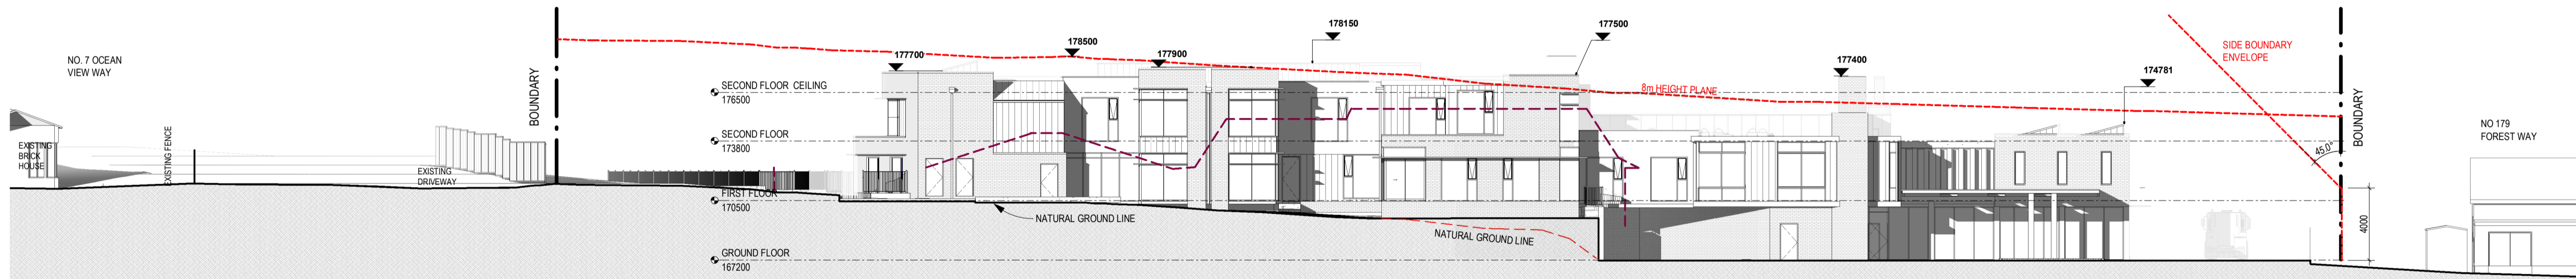 NO. 7 OCEAN
VIEW WAY
EXISTING
BRICK
HOUSE
EXISTING FENCE
EXISTING
DRIVEWAY
BOUNDARY
SECOND FLOOR CEILING
176500
SECOND FLOOR
173800
FIRST FLOOR
170500
GROUND FLOOR
167200
177700
178500
177900
178150
177500
177400
174781
NATURAL GROUND LINE
NATURAL GROUND LINE
8m HEIGHT PLANE
SIDE BOUNDARY
ENVELOPE
45.0°
4000
BOUNDARY
NO 179
FOREST WAY